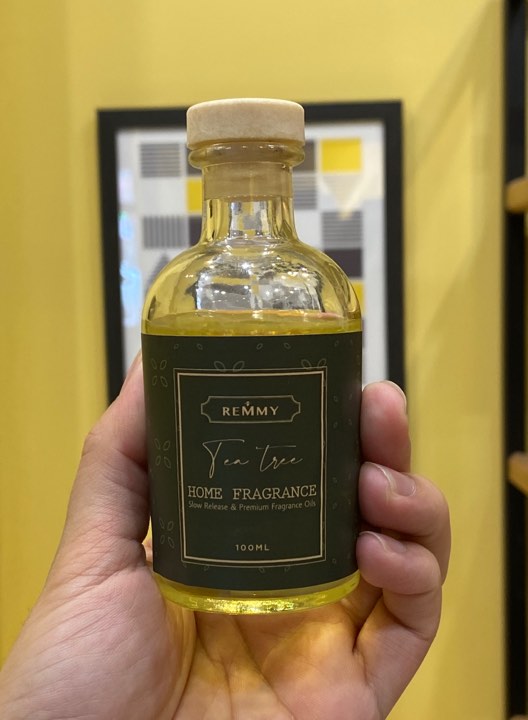 REMMY
Tea tree
HOME FRAGRANCE
Slow Release & Premium Fragrance Oils
100ML